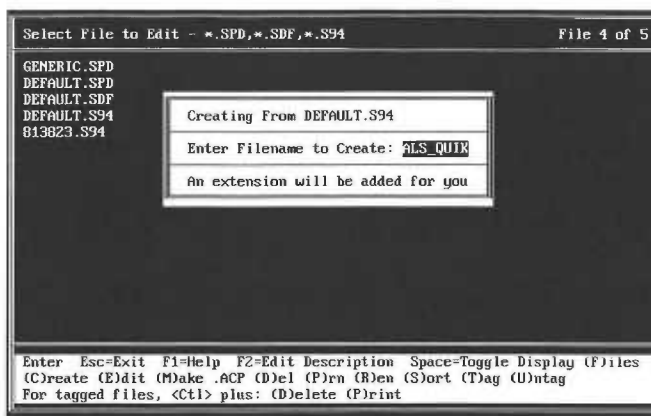 Select File to Edit - *.SPD,*.SDF,*.S94 File 4 of 5
GENERIC.SPD
DEFAULT.SPD
DEFAULT.SDF
DEFAULT.S94
813823.S94
Creating From DEFAULT.S94
Enter Filename to Create: ALS_QUIK
An extension will be added for you
Enter Esc=Exit F1=Help F2=Edit Description Space=Toggle Display (F)iles
(C)reate (E)dit (M)ake .ACP (D)el (P)rn (R)en (S)ort (T)ag (U)ntag
For tagged files, <Ctl> plus: (D)elete (P)rint